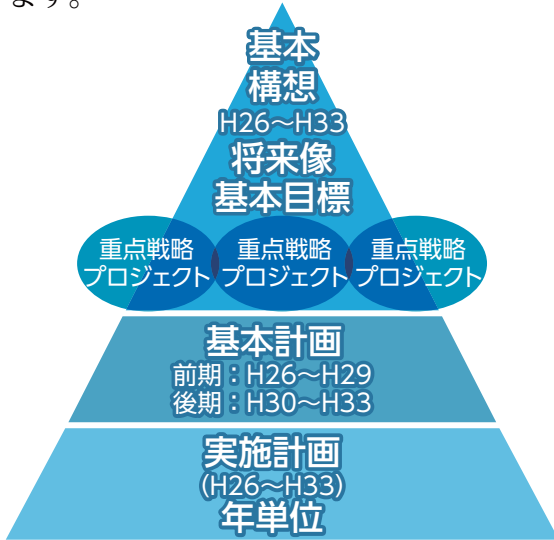 ます。
基本
構想
H26～H33
将来像
基本目標
重点戦略
プロジェクト
重点戦略
プロジェクト
重点戦略
プロジェクト
基本計画
前期：H26～H29
後期：H30～H33
実施計画
(H26～H33)
年単位